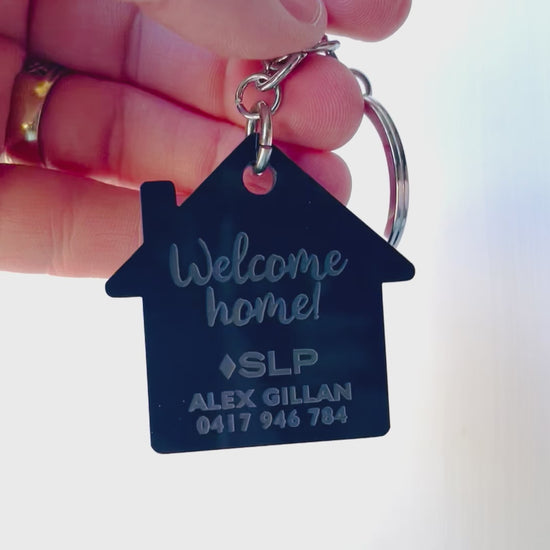 Welcome
home!
SLP
ALEX GILLAN
0417 946 784